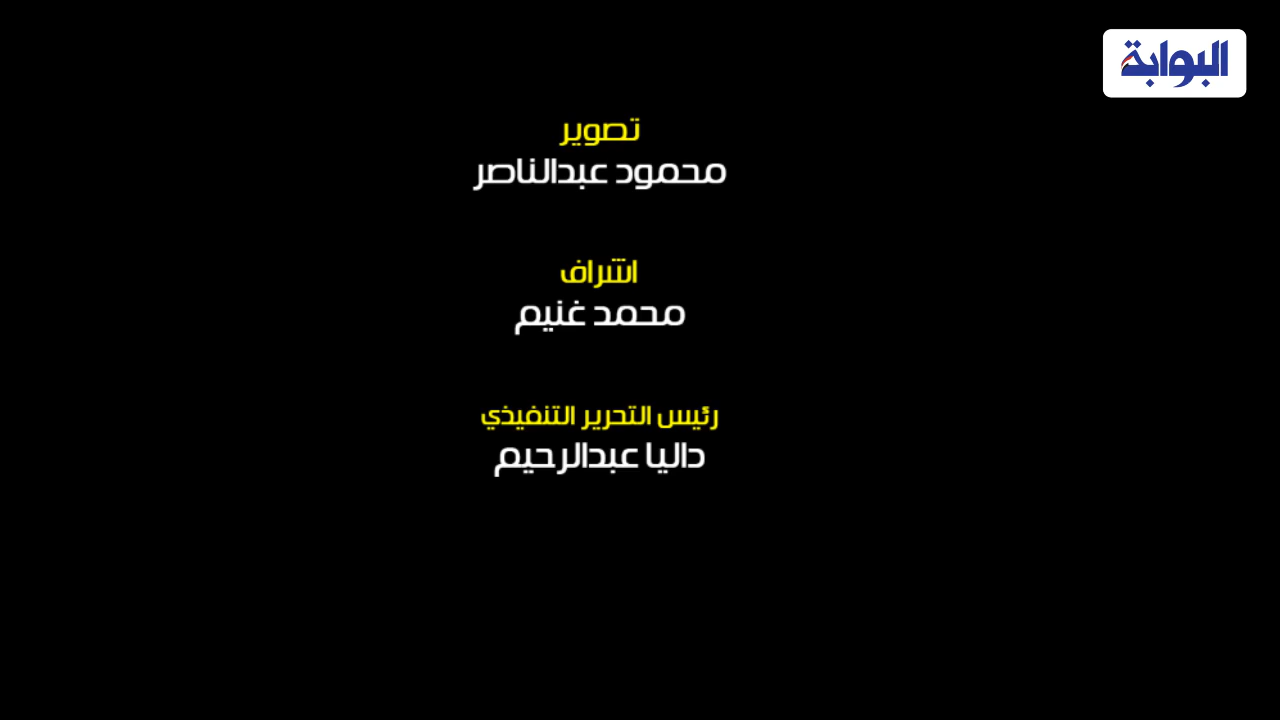 البوابة
تصوير
محمود عبدالناصر
اشراف
محمد غنيم
رئيس التحرير التنفيذي
داليا عبدالرحيم